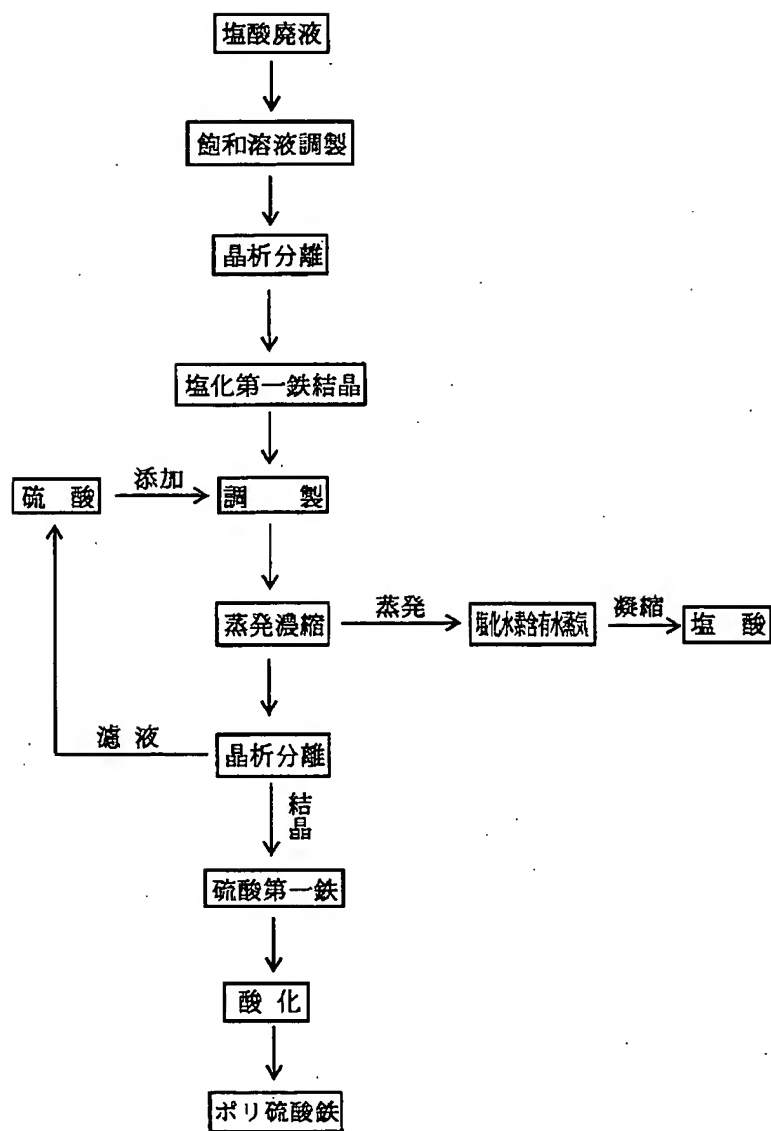 塩酸廃液
飽和溶液調製
晶析分離
塩化第一鉄結晶
硫 酸
添加
調 製
蒸発濃縮
蒸発
塩化水素含有水蒸気
凝縮
塩 酸
濾 液
晶析分離
結晶
硫酸第一鉄
酸 化
ポリ硫酸鉄